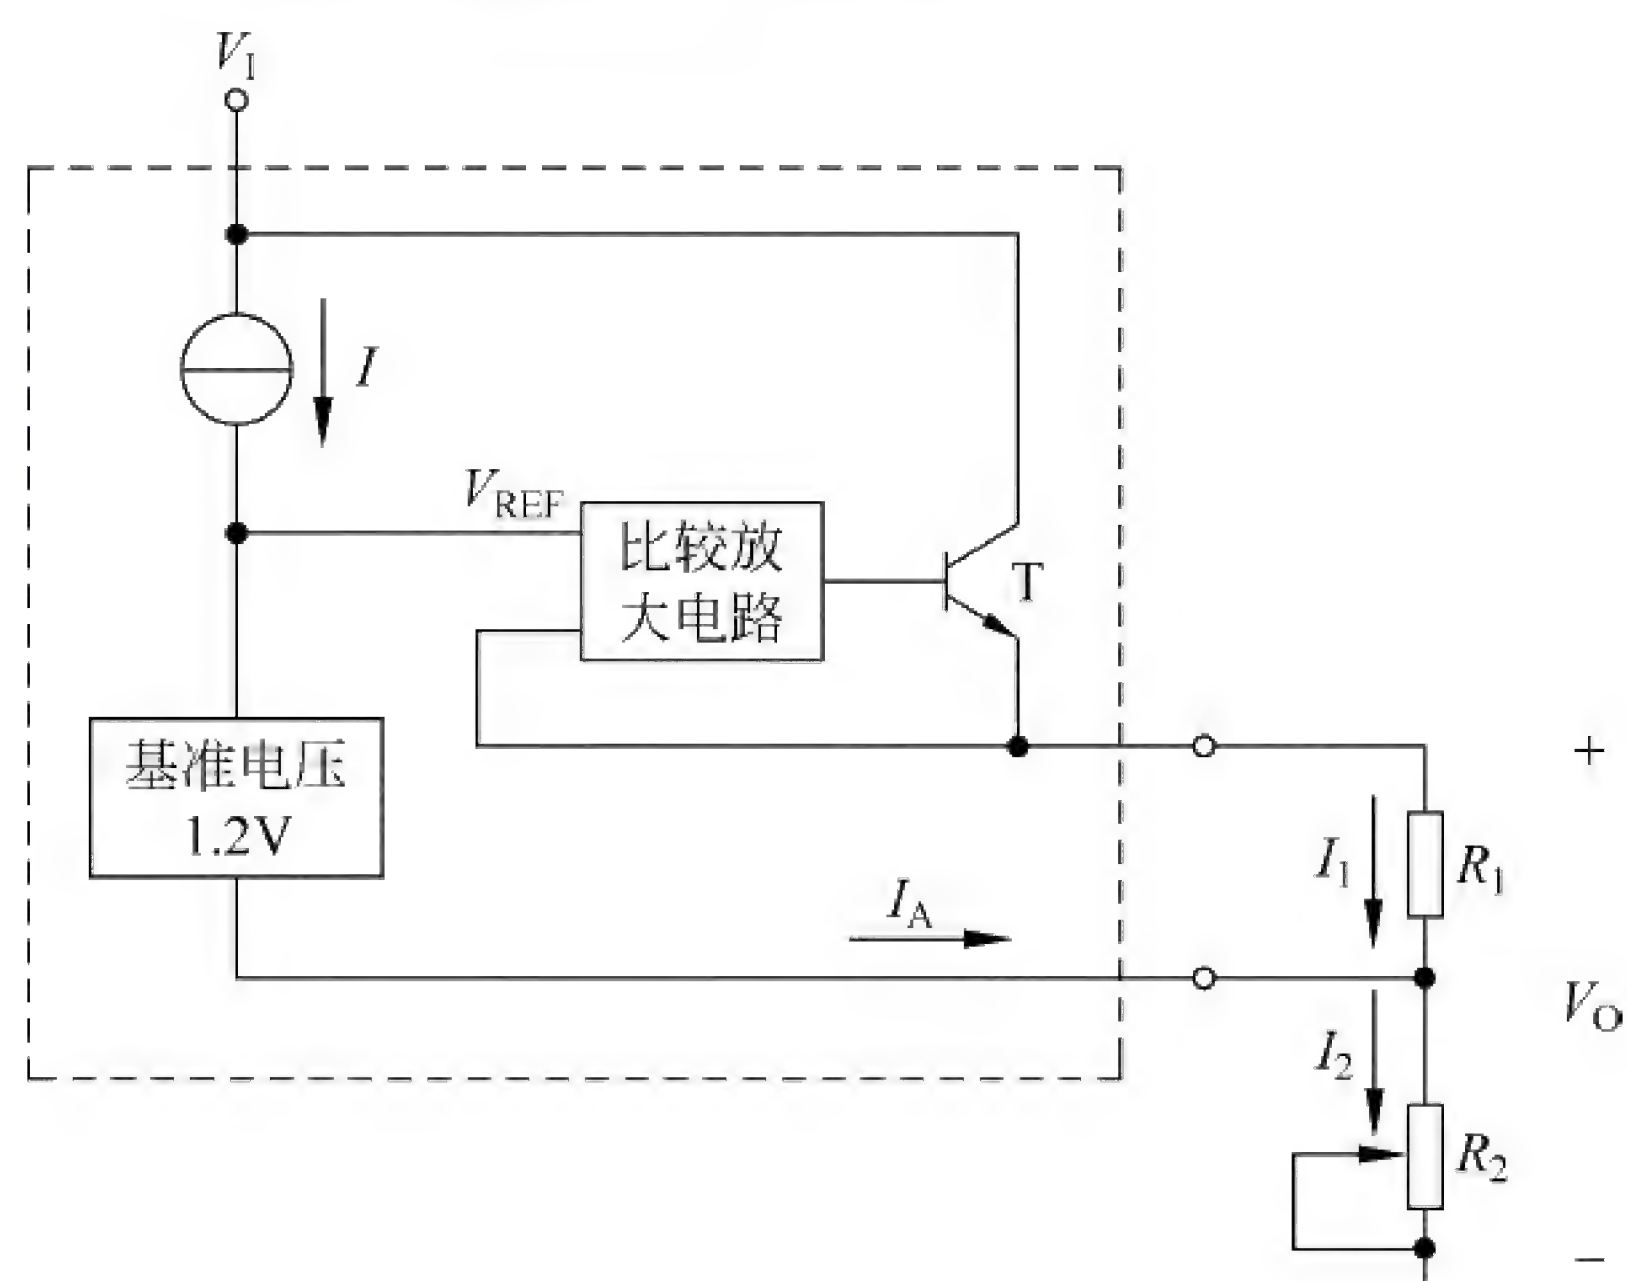 V_I
I
V_REF
比较放
大电路
T
基准电压
1.2V
I_A
+
I_1
R_1
V_O
I_2
R_2
−